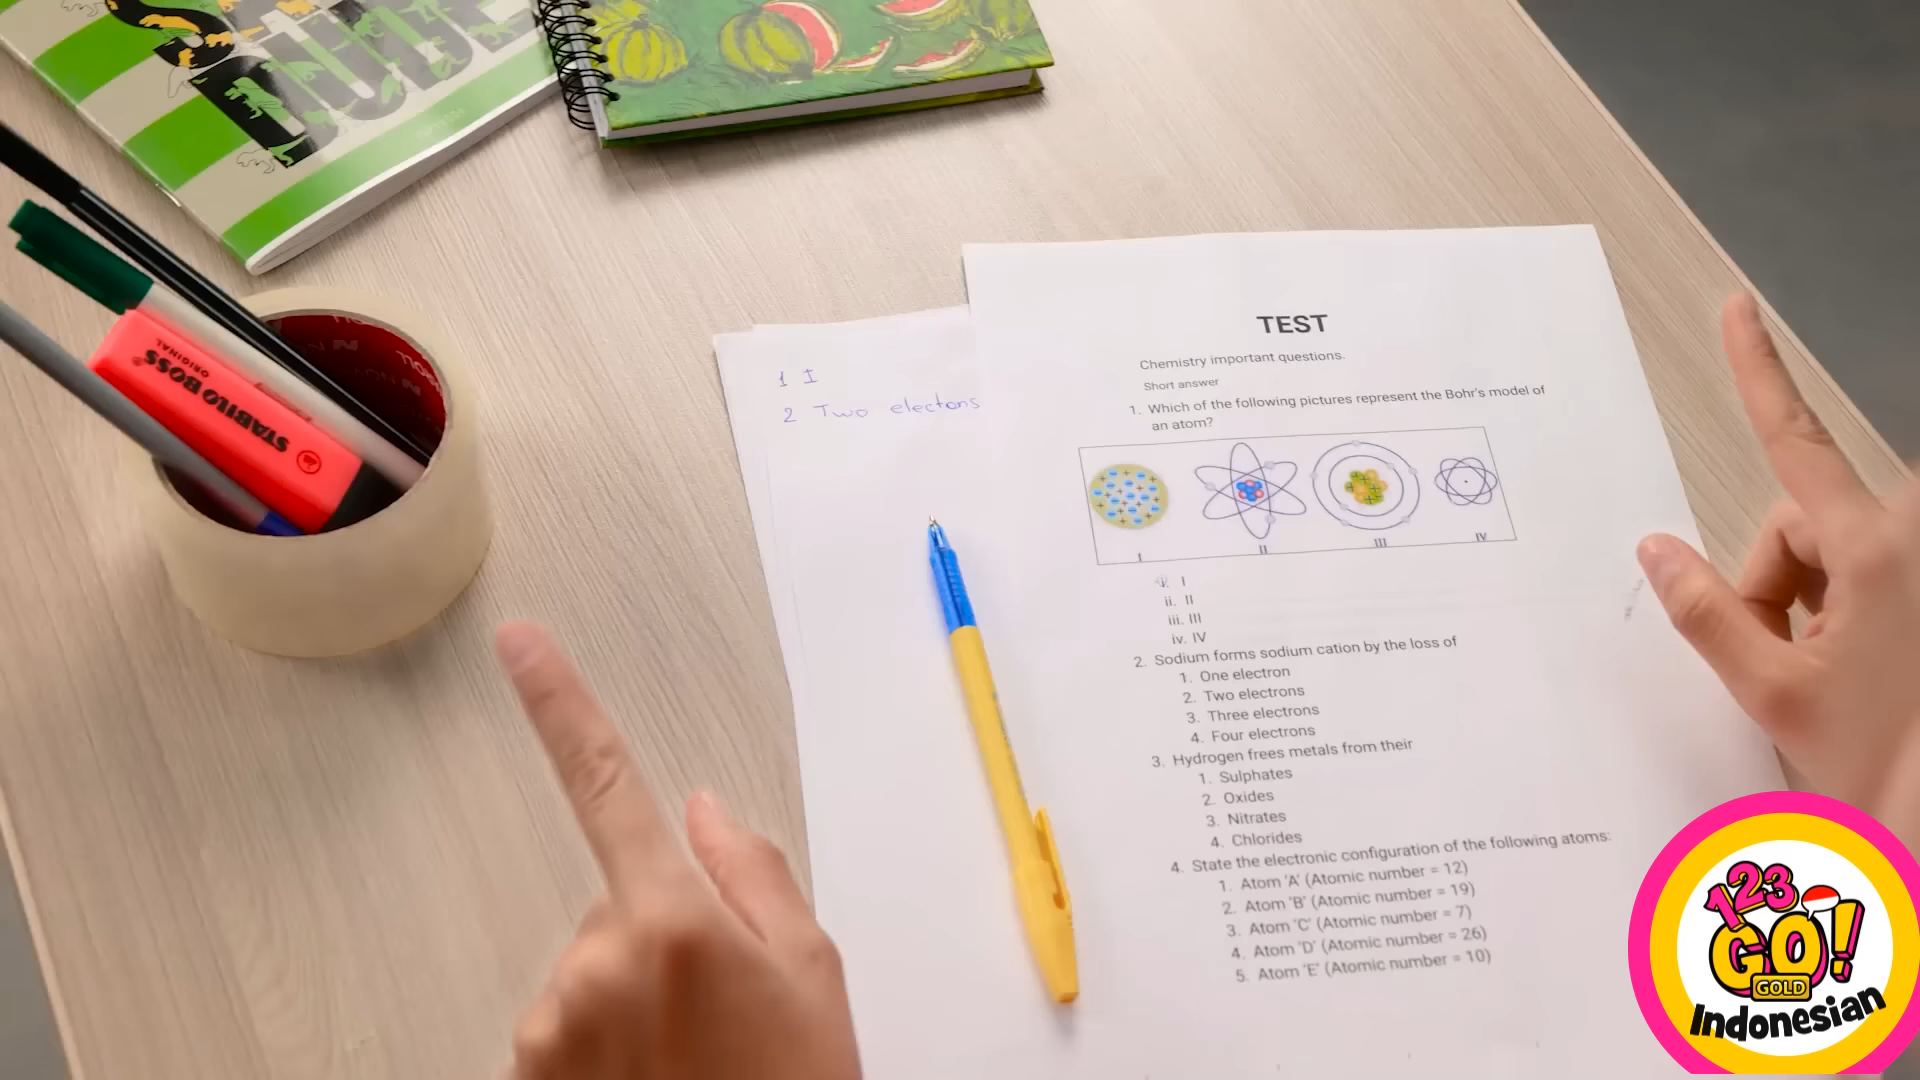 STABILO BOSS
ORIGINAL
1 I
2 Two electons
TEST
Chemistry important questions.
Short answer
1. Which of the following pictures represent the Bohr's model of
an atom?
I II III IV
i. I
ii. II
iii. III
iv. IV
2. Sodium forms sodium cation by the loss of
1. One electron
2. Two electrons
3. Three electrons
4. Four electrons
3. Hydrogen frees metals from their
1. Sulphates
2. Oxides
3. Nitrates
4. Chlorides
4. State the electronic configuration of the following atoms:
1. Atom 'A' (Atomic number = 12)
2. Atom 'B' (Atomic number = 19)
3. Atom 'C' (Atomic number = 7)
4. Atom 'D' (Atomic number = 26)
5. Atom 'E' (Atomic number = 10)
123
GO!
GOLD
Indonesian